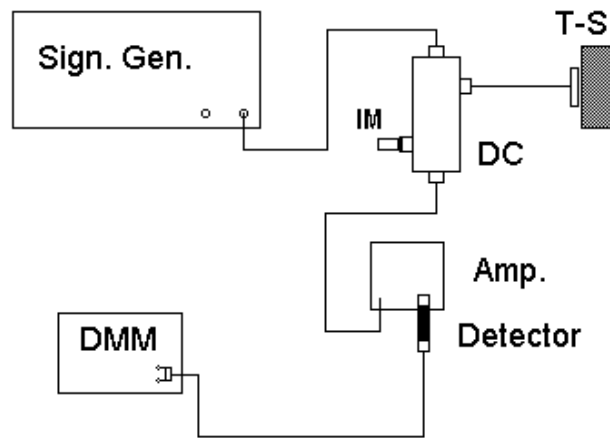 T-S
Sign. Gen.
IM
DC
Amp.
DMM
Detector